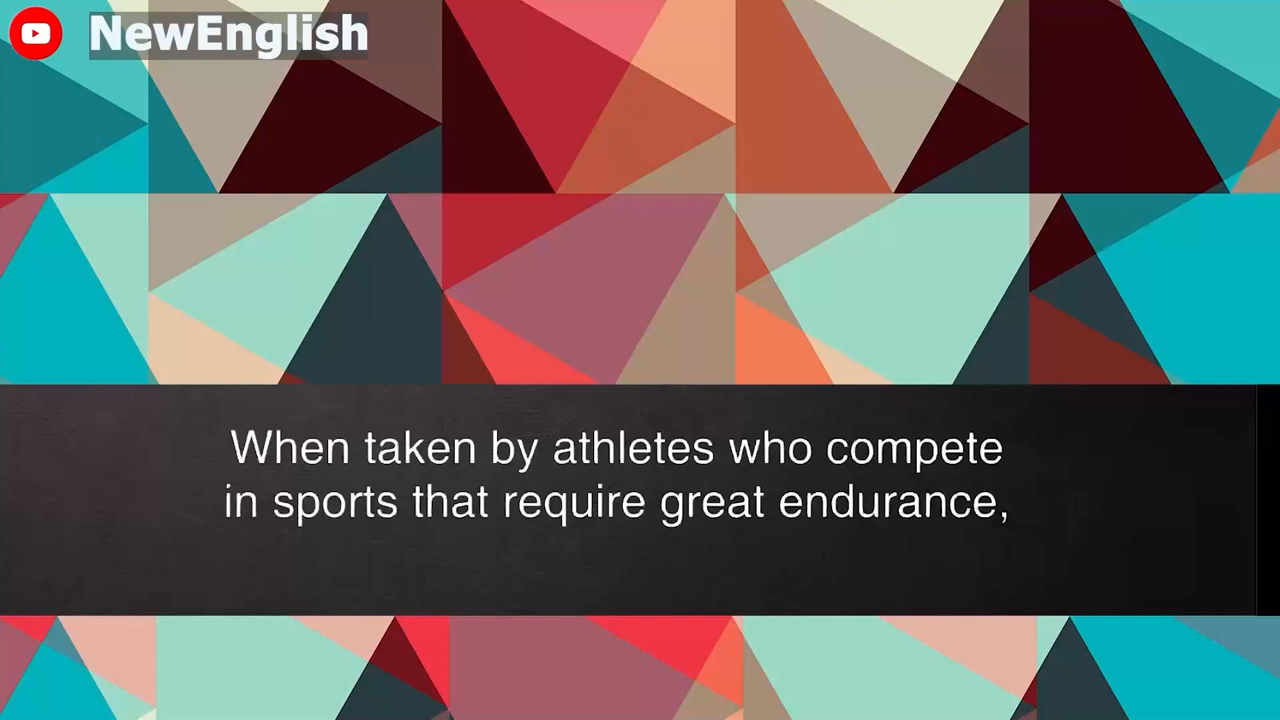 NewEnglish
When taken by athletes who compete
in sports that require great endurance,